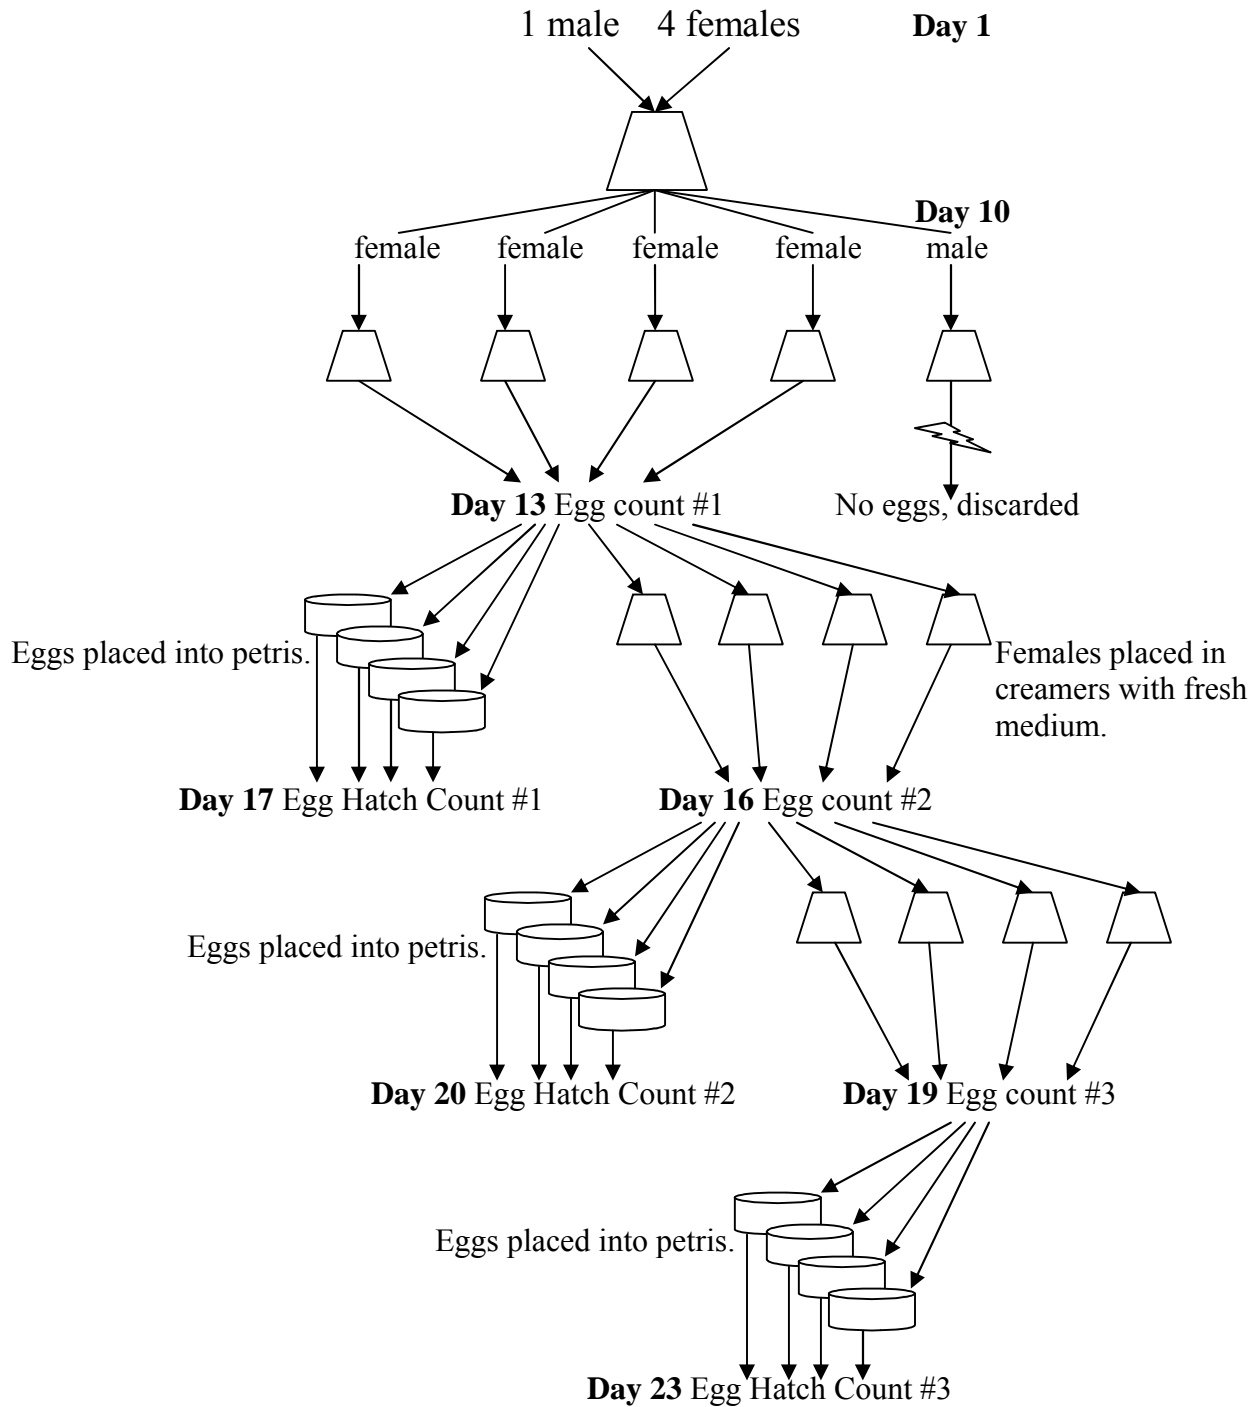 1 male 4 females Day 1
Day 10
female female female female male
Day 13 Egg count #1 No eggs, discarded
Eggs placed into petris.
Females placed in
creamers with fresh
medium.
Day 17 Egg Hatch Count #1 Day 16 Egg count #2
Eggs placed into petris.
Day 20 Egg Hatch Count #2 Day 19 Egg count #3
Eggs placed into petris.
Day 23 Egg Hatch Count #3